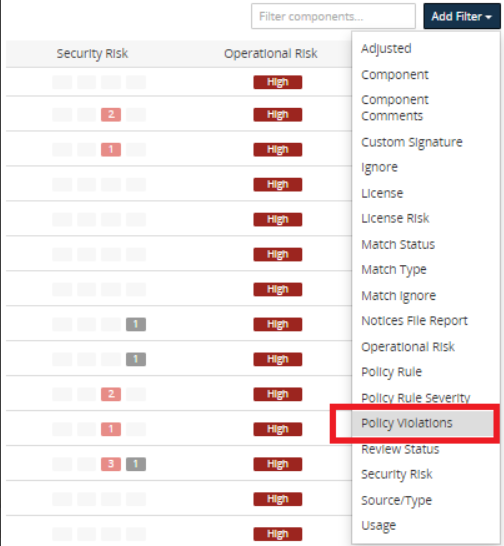 Filter components...
Add Filter
Security Risk
Operational Risk
High
2
High
1
High
High
High
High
High
1
High
1
High
2
High
1
High
3
1
High
High
High
Adjusted
Component
Component
Comments
Custom Signature
Ignore
License
License Risk
Match Status
Match Type
Match Ignore
Notices File Report
Operational Risk
Policy Rule
Policy Rule Severity
Policy Violations
Review Status
Security Risk
Source/Type
Usage